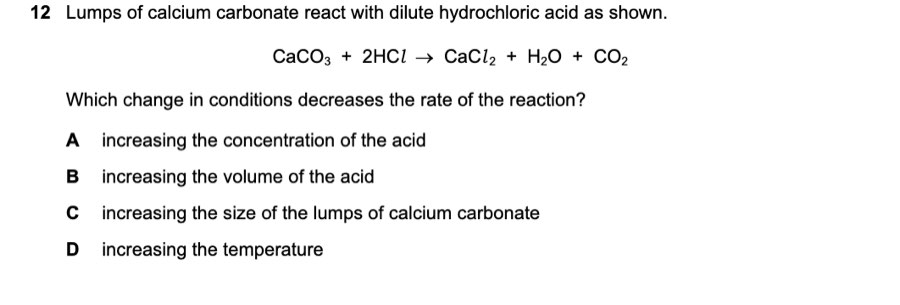 12 Lumps of calcium carbonate react with dilute hydrochloric acid as shown.
CaCO₃ + 2HCl → CaCl₂ + H₂O + CO₂
Which change in conditions decreases the rate of the reaction?
A increasing the concentration of the acid
B increasing the volume of the acid
C increasing the size of the lumps of calcium carbonate
D increasing the temperature